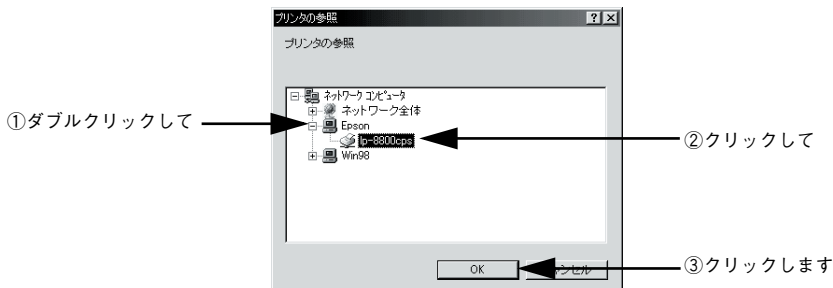 プリンタの参照
プリンタの参照
ネットワーク コンピュータ
ネットワーク全体
①ダブルクリックして
Epson
lp-8800cps
②クリックして
Win98
OK
ンセル
③クリックします